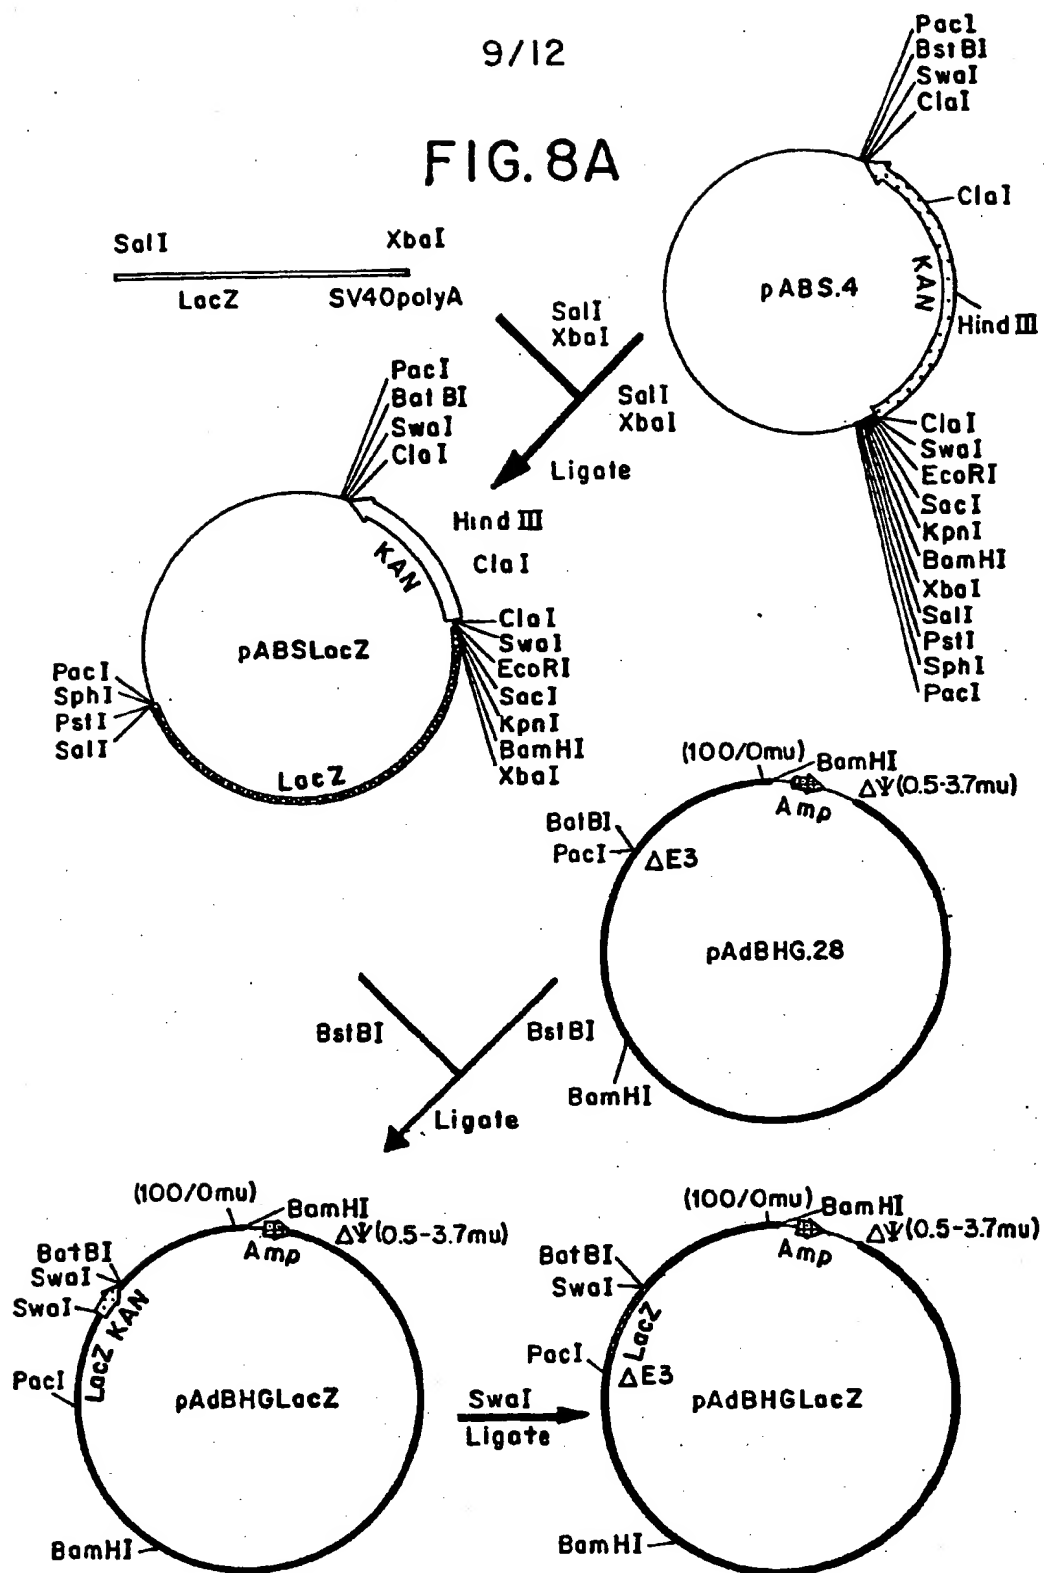 9/12
FIG. 8A
SalI
XbaI
LacZ
SV40polyA
SalI
XbaI
SalI
XbaI
Ligate
PacI
BstBI
SwaI
ClaI
ClaI
KAN
pABS.4
Hind III
ClaI
SwaI
EcoRI
SacI
KpnI
BamHI
XbaI
SalI
PstI
SphI
PacI
PacI
BatBI
SwaI
ClaI
Hind III
ClaI
KAN
pABSLacZ
ClaI
SwaI
EcoRI
SacI
KpnI
BamHI
XbaI
PacI
SphI
PstI
SalI
LacZ
(100/0mu)
BamHI
ΔΨ(0.5-3.7mu)
Amp
BatBI
PacI
ΔE3
pAdBHG.28
BamHI
BstBI
BstBI
Ligate
(100/0mu)
BamHI
ΔΨ(0.5-3.7mu)
Amp
BatBI
SwaI
SwaI
KAN
LacZ
PacI
pAdBHGLacZ
BamHI
SwaI
Ligate
(100/0mu)
BamHI
ΔΨ(0.5-3.7mu)
Amp
BatBI
SwaI
LacZ
PacI
ΔE3
pAdBHGLacZ
BamHI